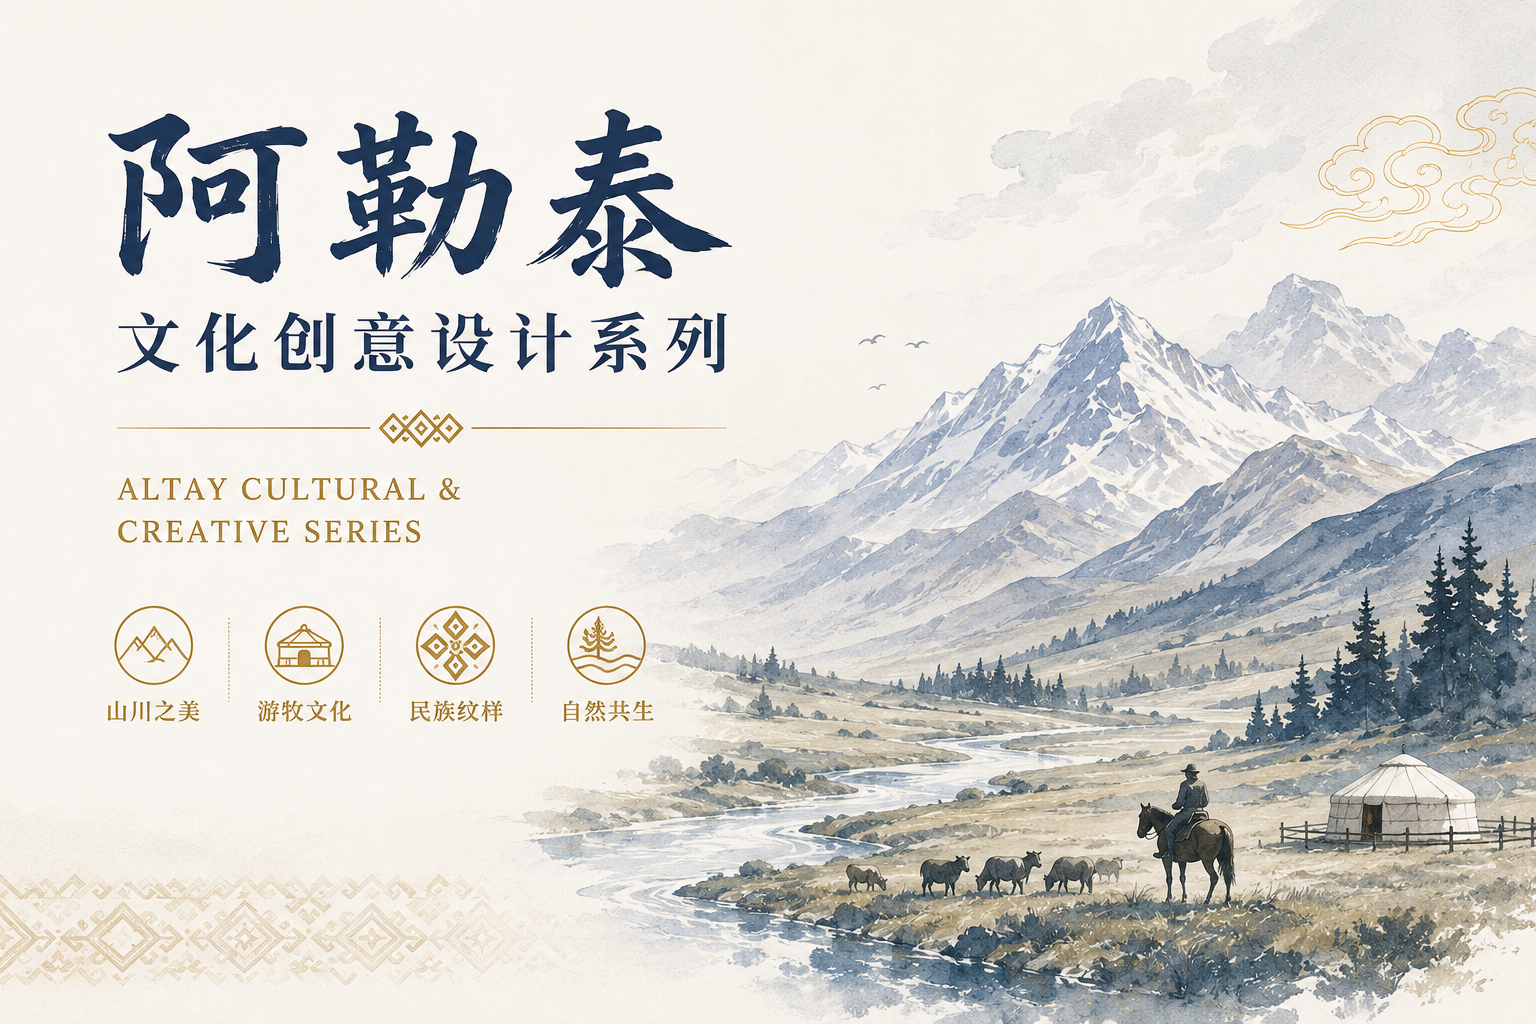 阿勒泰
文化创意设计系列
ALTAY CULTURAL &
CREATIVE SERIES
山川之美
游牧文化
民族纹样
自然共生